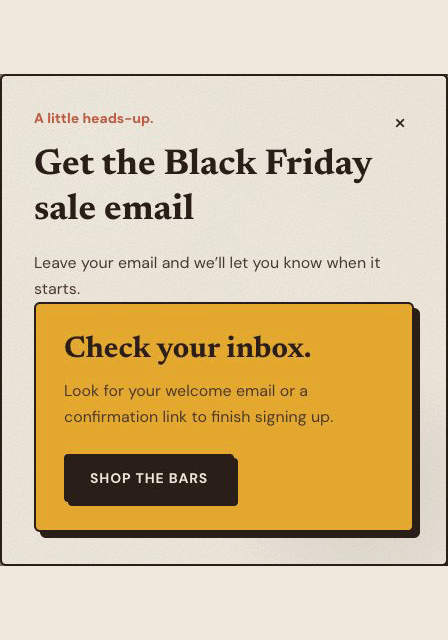 A little heads-up.
×
Get the Black Friday
sale email
Leave your email and we’ll let you know when it
starts.
Check your inbox.
Look for your welcome email or a
confirmation link to finish signing up.
SHOP THE BARS